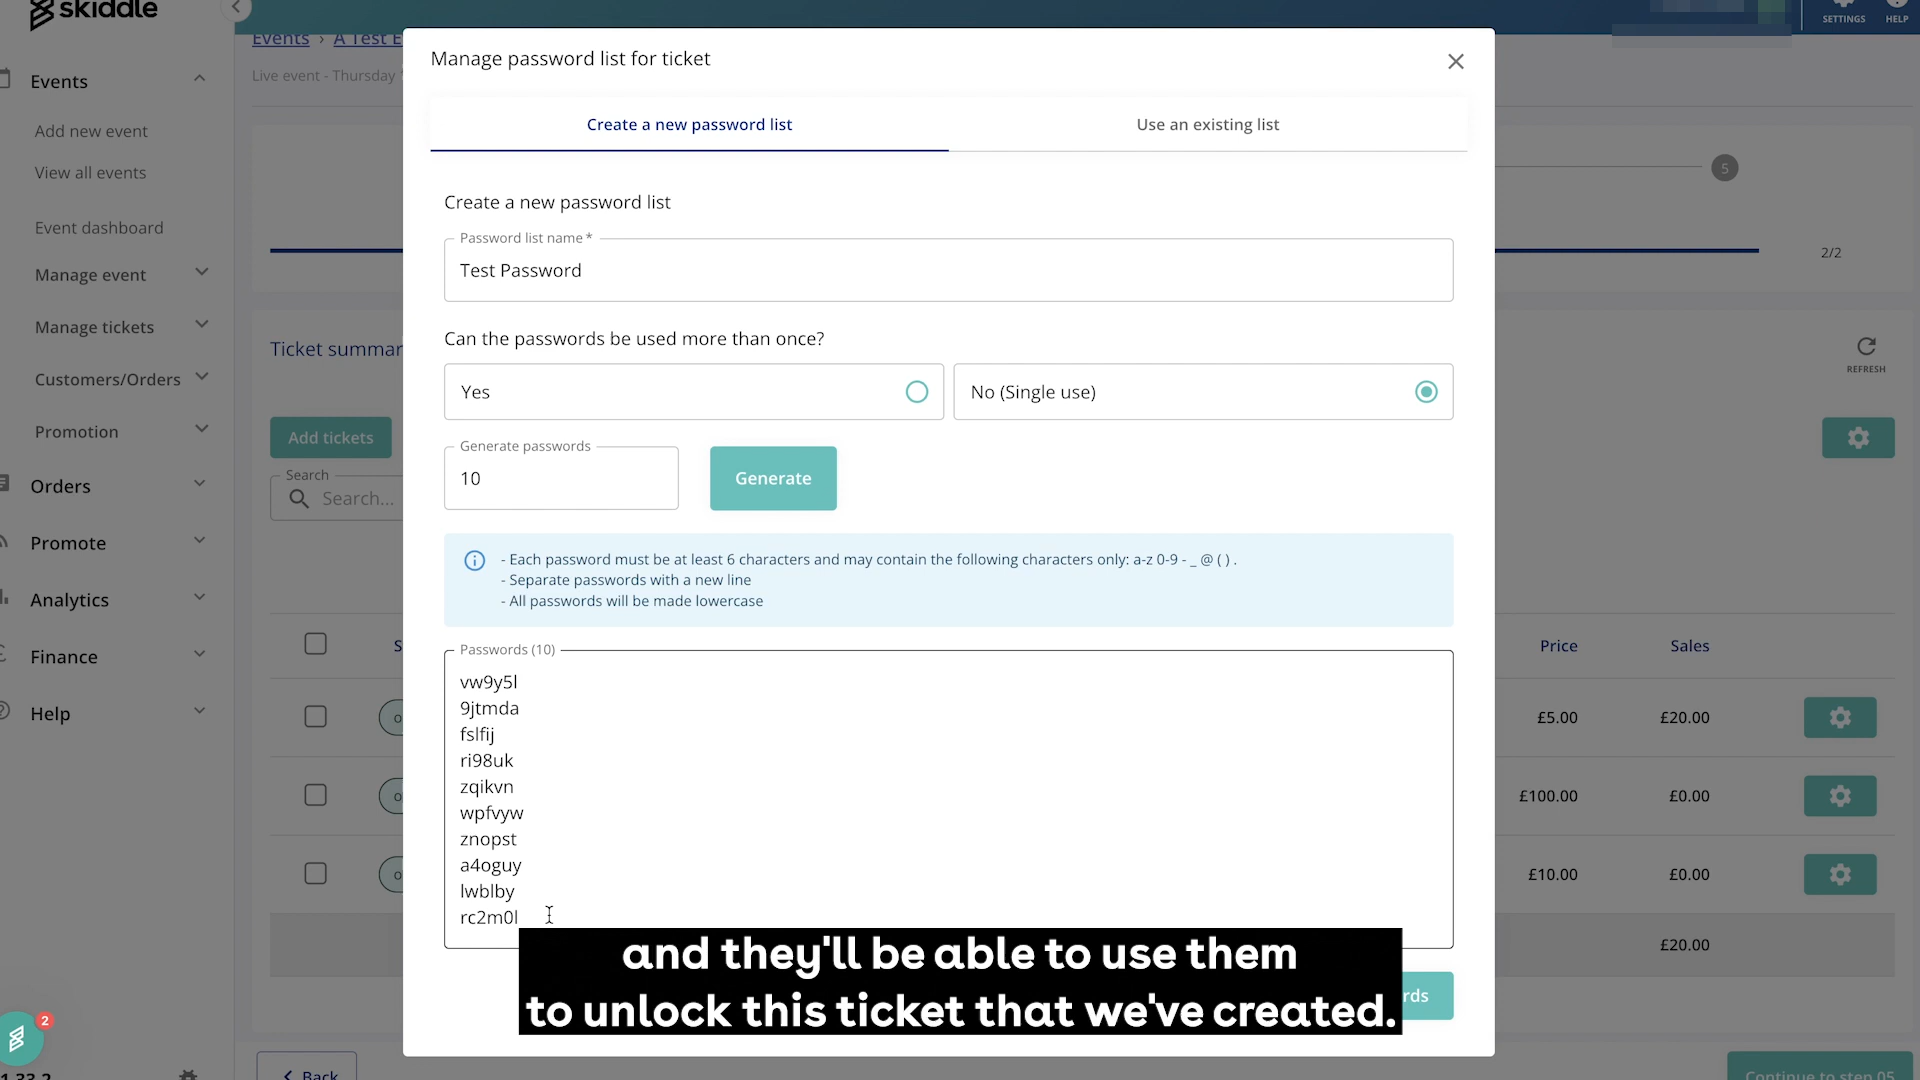 skiddle
SETTINGS
HELP
Events > A Test E
Live event - Thursday
Manage password list for ticket
Create a new password list
Use an existing list
Events
Add new event
View all events
Event dashboard
Manage event
Manage tickets
Customers/Orders
Promotion
Orders
Promote
Analytics
Finance
Help
2
1.33.2
5
2/2
Ticket summar
REFRESH
Add tickets
Search
Search...
Create a new password list
Password list name *
Test Password
Can the passwords be used more than once?
Yes
No (Single use)
Generate passwords
10
Generate
- Each password must be at least 6 characters and may contain the following characters only: a-z 0-9 - _ @ ( ) .
- Separate passwords with a new line
- All passwords will be made lowercase
Passwords (10)
vw9y5l
9jtmda
fslfij
ri98uk
zqikvn
wpfvyw
znopst
a4oguy
lwblby
rc2m0l
Price
Sales
£5.00
£20.00
£100.00
£0.00
£10.00
£0.00
£20.00
rds
and they'll be able to use them
to unlock this ticket that we've created.
Back
Continue to step 05